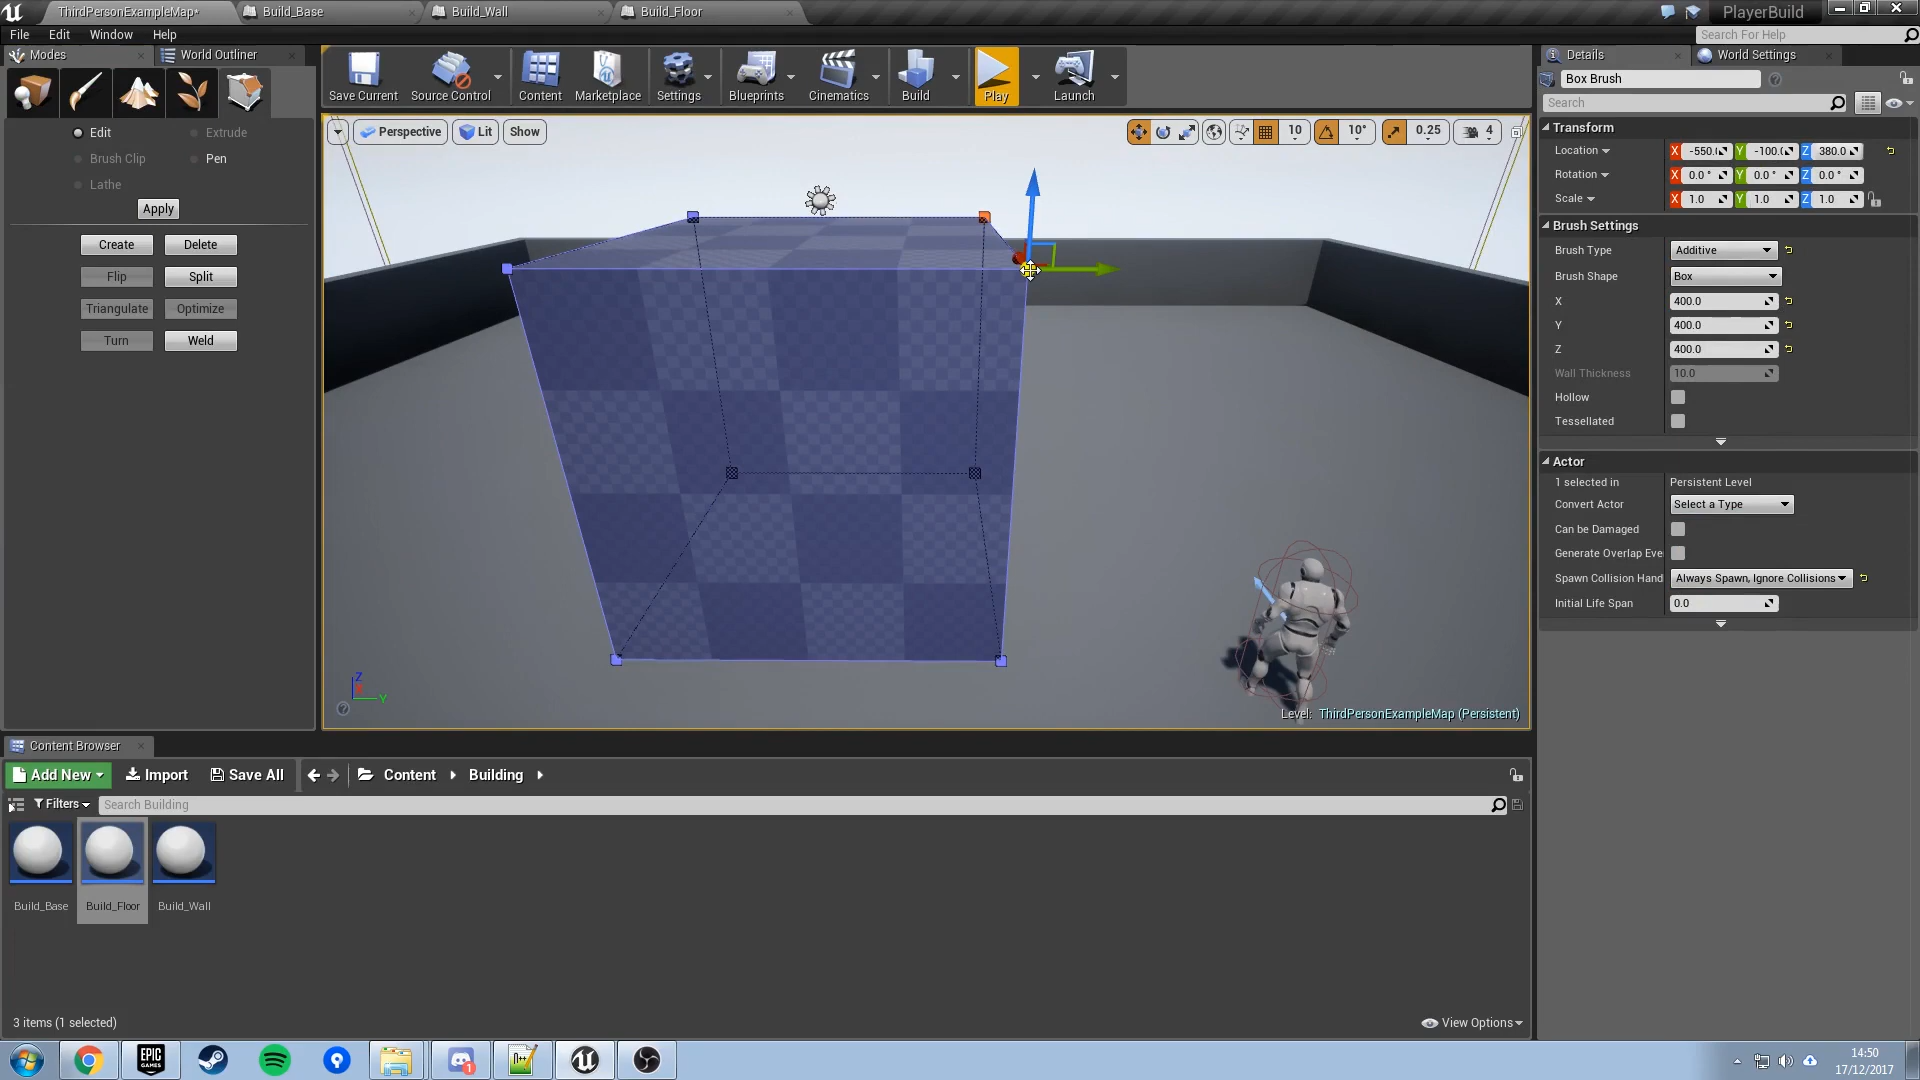 ThirdPersonExampleMap*
Build_Base
Build_Wall
Build_Floor
PlayerBuild
File Edit Window Help
Search For Help
Modes
World Outliner
Save Current
Source Control
Content
Marketplace
Settings
Blueprints
Cinematics
Build
Play
Launch
Details
World Settings
Box Brush
Search
Edit
Extrude
Brush Clip
Pen
Lathe
Apply
Create
Delete
Flip
Split
Triangulate
Optimize
Turn
Weld
Perspective
Lit
Show
10
10°
0.25
4
Z
Y
Level: ThirdPersonExampleMap (Persistent)
Transform
Location X -550.( Y -100.( Z 380.0
Rotation X 0.0 ° Y 0.0 ° Z 0.0 °
Scale X 1.0 Y 1.0 Z 1.0
Brush Settings
Brush Type Additive
Brush Shape Box
X 400.0
Y 400.0
Z 400.0
Wall Thickness 10.0
Hollow
Tessellated
Actor
1 selected in Persistent Level
Convert Actor Select a Type
Can be Damaged
Generate Overlap Eve
Spawn Collision Hand Always Spawn, Ignore Collisions
Initial Life Span 0.0
Content Browser
Add New
Import
Save All
Content
Building
Filters
Search Building
Build_Base
Build_Floor
Build_Wall
3 items (1 selected)
View Options
EPIC
GAMES
1
14:50
17/12/2017